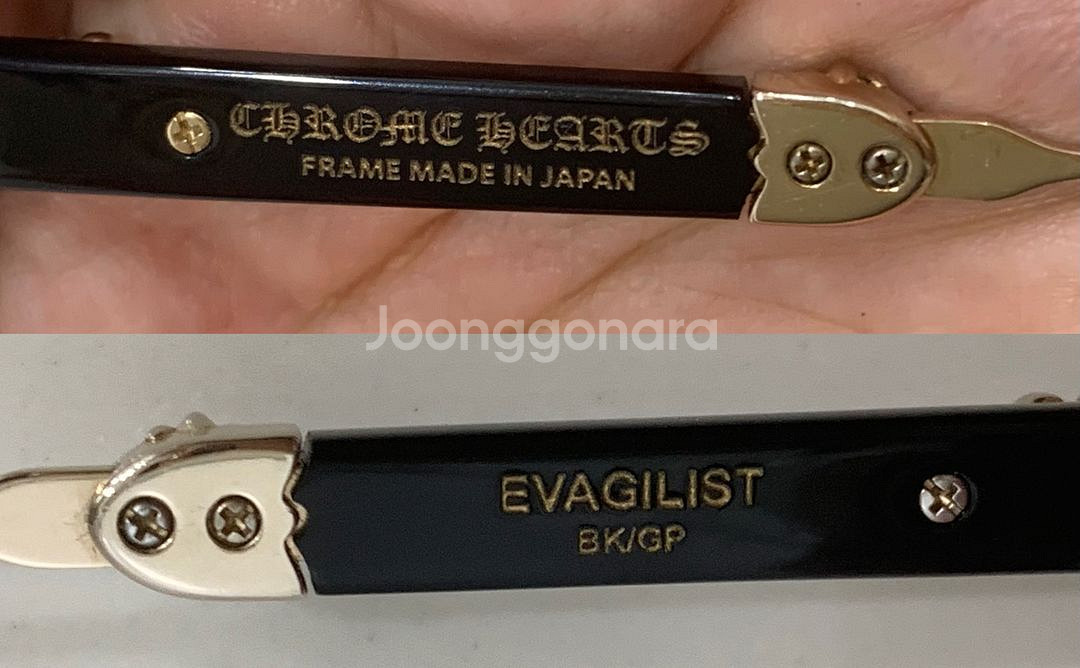 CHROME HEARTS
FRAME MADE IN JAPAN
Joonggonara
EVAGILIST
BK/GP